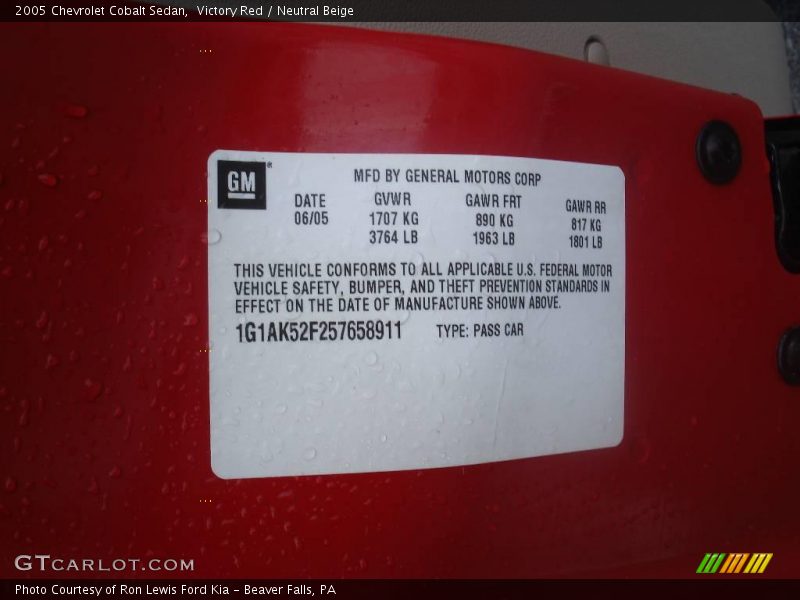 2005 Chevrolet Cobalt Sedan,  Victory Red / Neutral Beige
GM® MFD BY GENERAL MOTORS CORP
DATE GVWR GAWR FRT GAWR RR
06/05 1707 KG 890 KG 817 KG
3764 LB 1963 LB 1801 LB
THIS VEHICLE CONFORMS TO ALL APPLICABLE U.S. FEDERAL MOTOR
VEHICLE SAFETY, BUMPER, AND THEFT PREVENTION STANDARDS IN
EFFECT ON THE DATE OF MANUFACTURE SHOWN ABOVE.
1G1AK52F257658911 TYPE: PASS CAR
GTCARLOT.COM
Photo Courtesy of Ron Lewis Ford Kia - Beaver Falls, PA